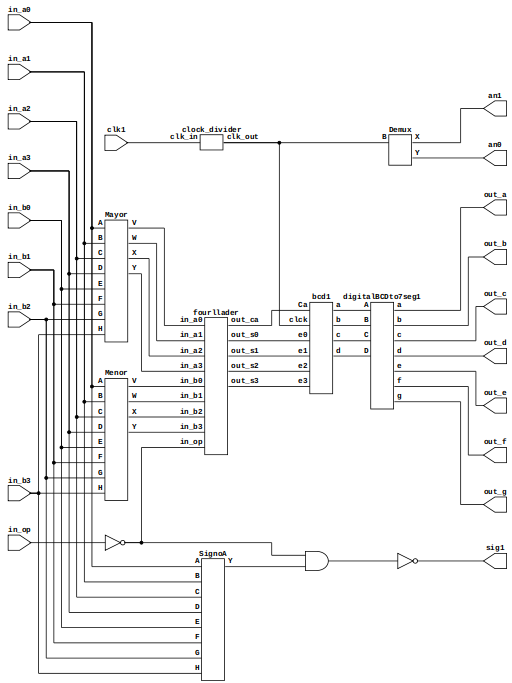 in_a0
in_a1
in_a2
in_a3
in_b0
in_b1
in_b2
in_b3
in_op
clk1
clock_divider
clk_in clk_out
Demux
B X
Y
an1
an0
Mayor
A V
B W
C X
D Y
E
F
G
H
Menor
A V
B W
C X
D Y
E
F
G
H
fourllader
in_a0 out_ca
in_a1 out_s0
in_a2 out_s1
in_a3 out_s2
in_b0 out_s3
in_b1
in_b2
in_b3
in_op
bcd1
Ca a
clck b
e0 c
e1 d
e2
e3
digitalBCDto7seg1
A a
B b
C c
D d
e
f
g
out_a
out_b
out_c
out_d
out_e
out_f
out_g
SignoA
A Y
B
C
D
E
F
G
H
sig1